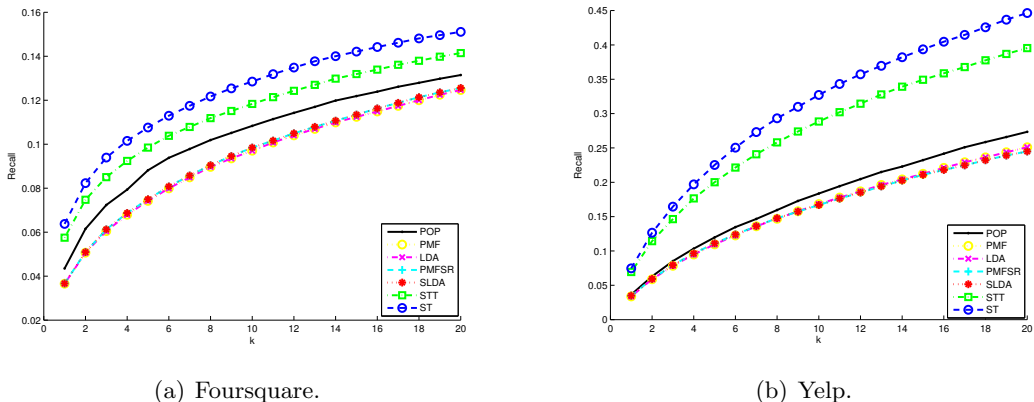 0.16
0.14
0.12
0.1
0.08
0.06
0.04
0.02
Recall
0 2 4 6 8 10 12 14 16 18 20
k
POP
PMF
LDA
PMFSR
SLDA
STT
ST
(a) Foursquare.
0.45
0.4
0.35
0.3
0.25
0.2
0.15
0.1
0.05
0
Recall
0 2 4 6 8 10 12 14 16 18 20
k
POP
PMF
LDA
PMFSR
SLDA
STT
ST
(b) Yelp.